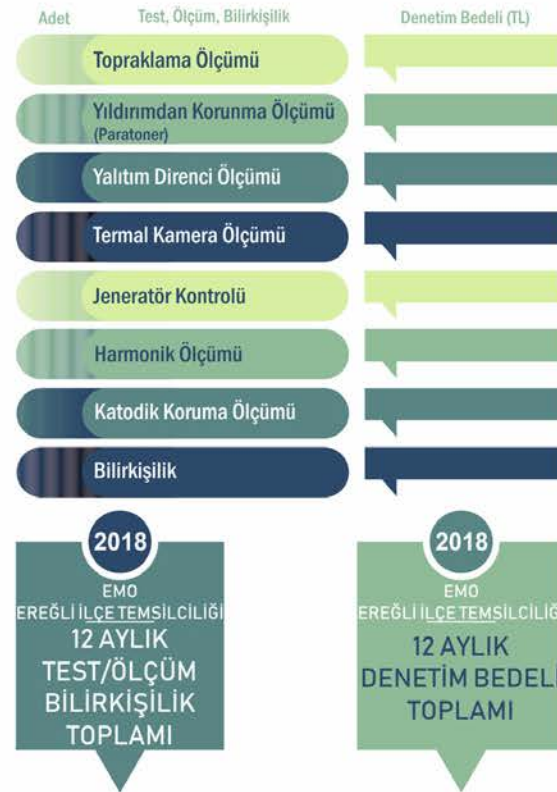 Adet Test, Ölçüm, Bilirkişilik Denetim Bedeli (TL)
Topraklama Ölçümü
Yıldırımdan Korunma Ölçümü
(Paratoner)
Yalıtım Direnci Ölçümü
Termal Kamera Ölçümü
Jeneratör Kontrolü
Harmonik Ölçümü
Katodik Koruma Ölçümü
Bilirkişilik
2018
EMO
EREĞLİ İLÇE TEMSİLCİLİĞİ
12 AYLIK
TEST/ÖLÇÜM
BİLİRKİŞİLİK
TOPLAMI
2018
EMO
EREĞLİ İLÇE TEMSİLCİLİĞ
12 AYLIK
DENETİM BEDELİ
TOPLAMI